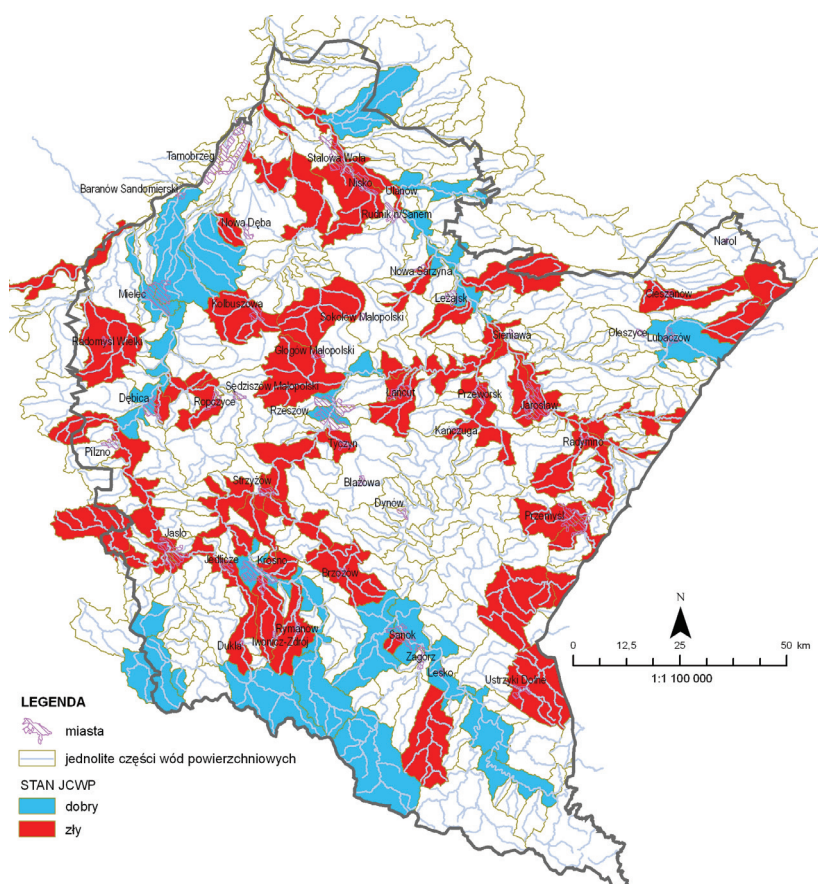 Tarnobrzeg
Stalowa Wola
Nisko
Ulanów
Baranów Sandomierski
Rudnik n/Sanem
Nowa Dęba
Narol
Nowa Sarzyna
Mielec
Leżajsk
Cieszanów
Kolbuszowa
Sokołów Małopolski
Oleszyce
Lubaczów
Radomyśl Wielki
Sieniawa
Głogów Małopolski
Sędziszów Małopolski
Dębica
Ropczyce
Łańcut
Przeworsk
Jarosław
Rzeszów
Kańczuga
Radymno
Pilzno
Tyczyn
Strzyżów
Błażowa
Dynów
Przemyśl
Jasło
Jedlicze
Krosno
Brzozów
N
Rymanów
Sanok
Dukla
Iwonicz-Zdrój
Zagórz
Lesko
Ustrzyki Dolne
0 12,5 25 50 km
1:1 100 000
LEGENDA
miasta
jednolite części wód powierzchniowych
STAN JCWP
dobry
zły